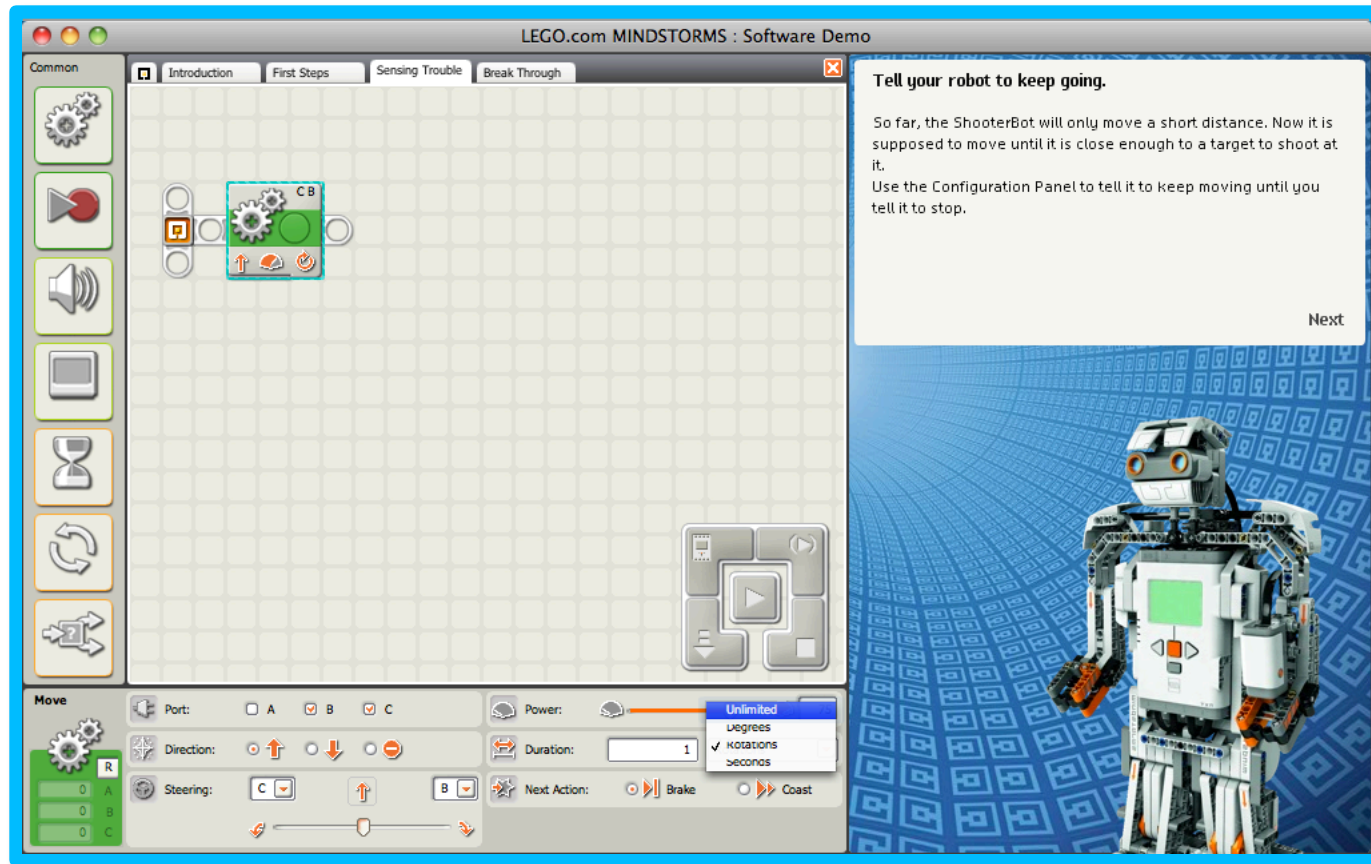 LEGO.com MINDSTORMS : Software Demo
Common
Introduction
First Steps
Sensing Trouble
Break Through
C B
Tell your robot to keep going.
So far, the ShooterBot will only move a short distance. Now it is
supposed to move until it is close enough to a target to shoot at
it.
Use the Configuration Panel to tell it to keep moving until you
tell it to stop.
Next
Move
R
0 A
0 B
0 C
Port: A B C
Direction:
Steering: C B
Power:
Duration: 1
Next Action: Brake Coast
Unlimited
Degrees
Rotations
Seconds